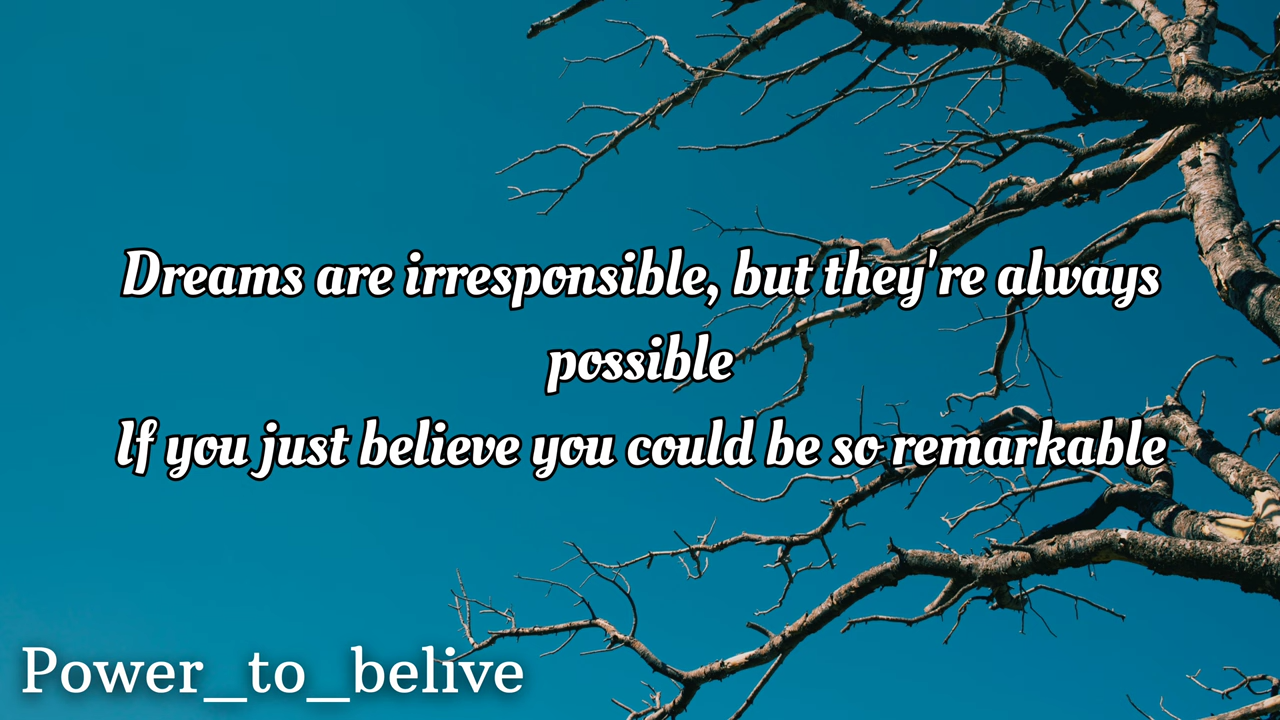 Dreams are irresponsible, but they're always
possible
If you just believe you could be so remarkable
Power_to_belive